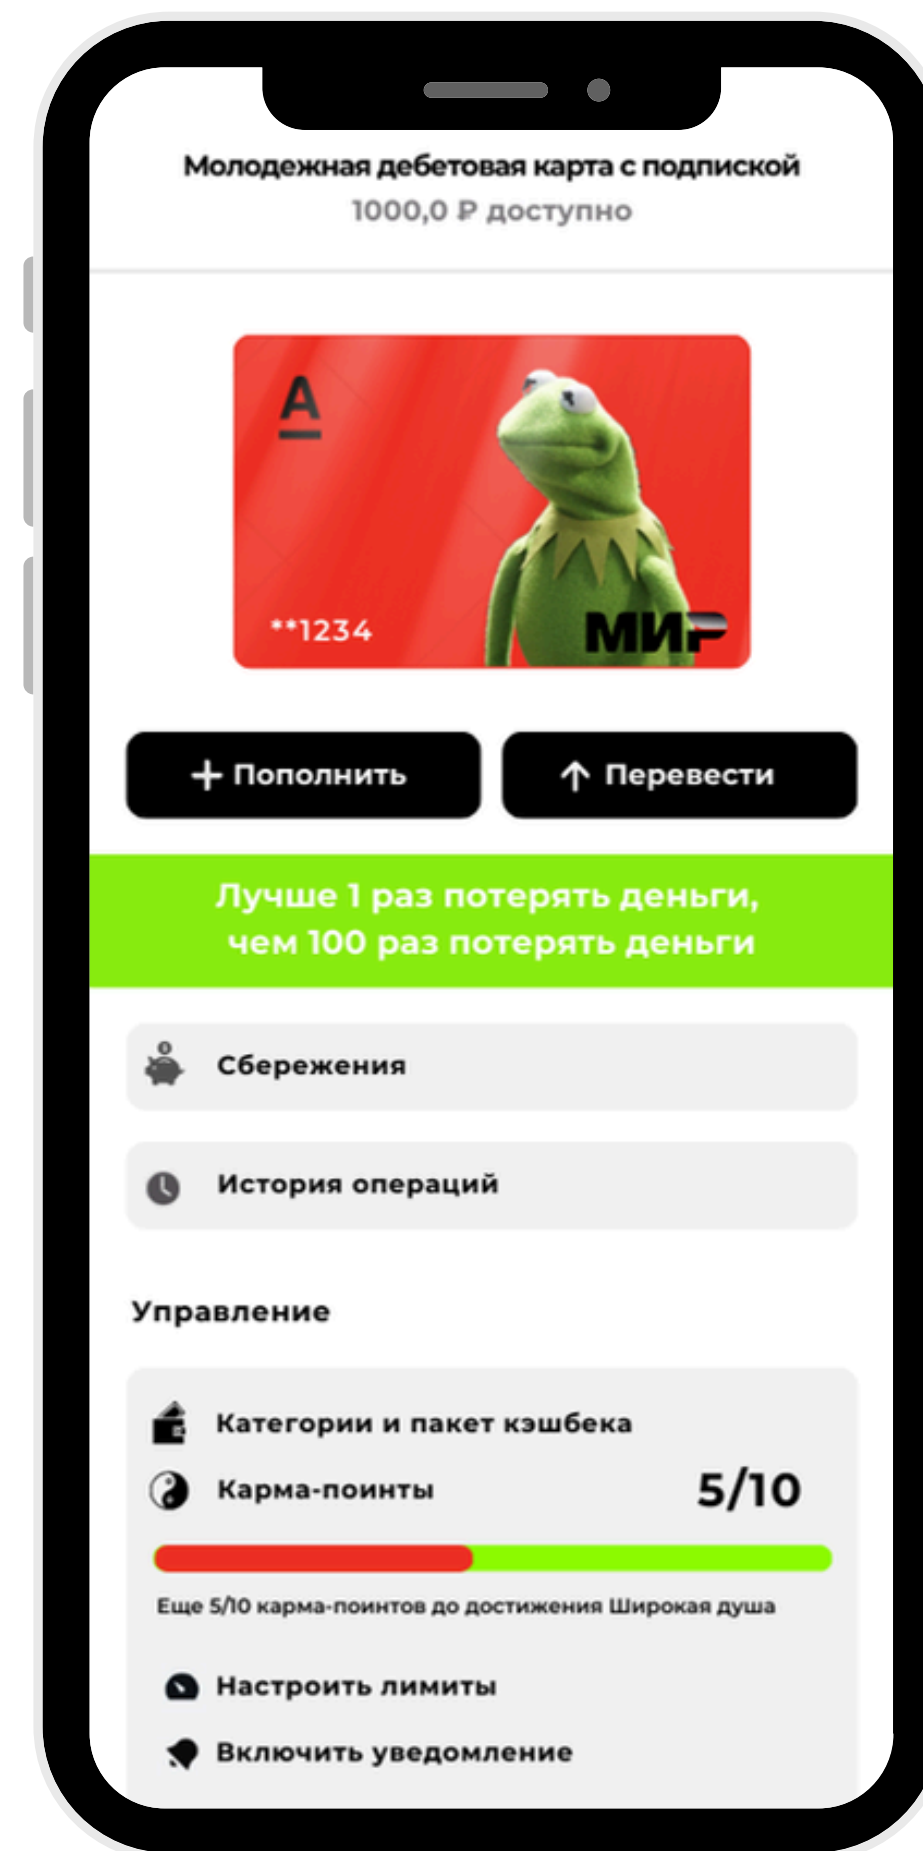 Молодежная дебетовая карта с подпиской
1000,0 ₽ доступно
А
**1234
МИР
Пополнить
Перевести
Лучше 1 раз потерять деньги,
чем 100 раз потерять деньги
Сбережения
История операций
Управление
Категории и пакет кэшбека
Карма-поинты 5/10
Еще 5/10 карма-поинтов до достижения Широкая душа
Настроить лимиты
Включить уведомление